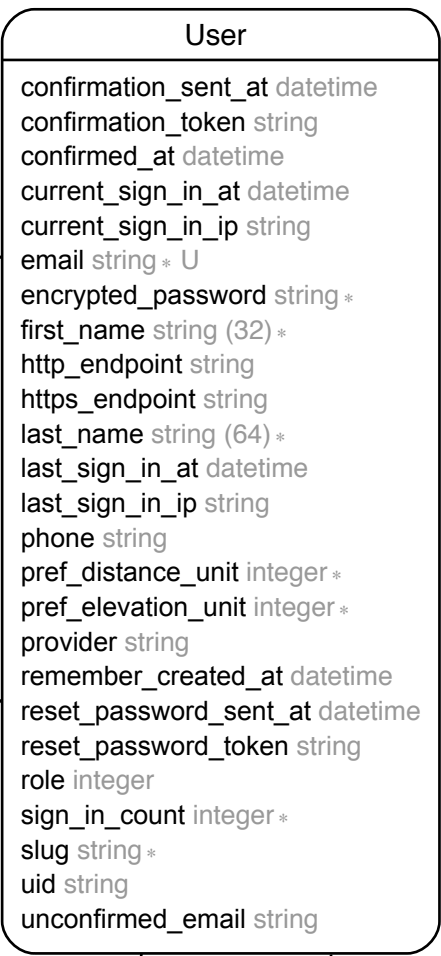 User
confirmation_sent_at datetime
confirmation_token string
confirmed_at datetime
current_sign_in_at datetime
current_sign_in_ip string
email string * U
encrypted_password string *
first_name string (32) *
http_endpoint string
https_endpoint string
last_name string (64) *
last_sign_in_at datetime
last_sign_in_ip string
phone string
pref_distance_unit integer *
pref_elevation_unit integer *
provider string
remember_created_at datetime
reset_password_sent_at datetime
reset_password_token string
role integer
sign_in_count integer *
slug string *
uid string
unconfirmed_email string